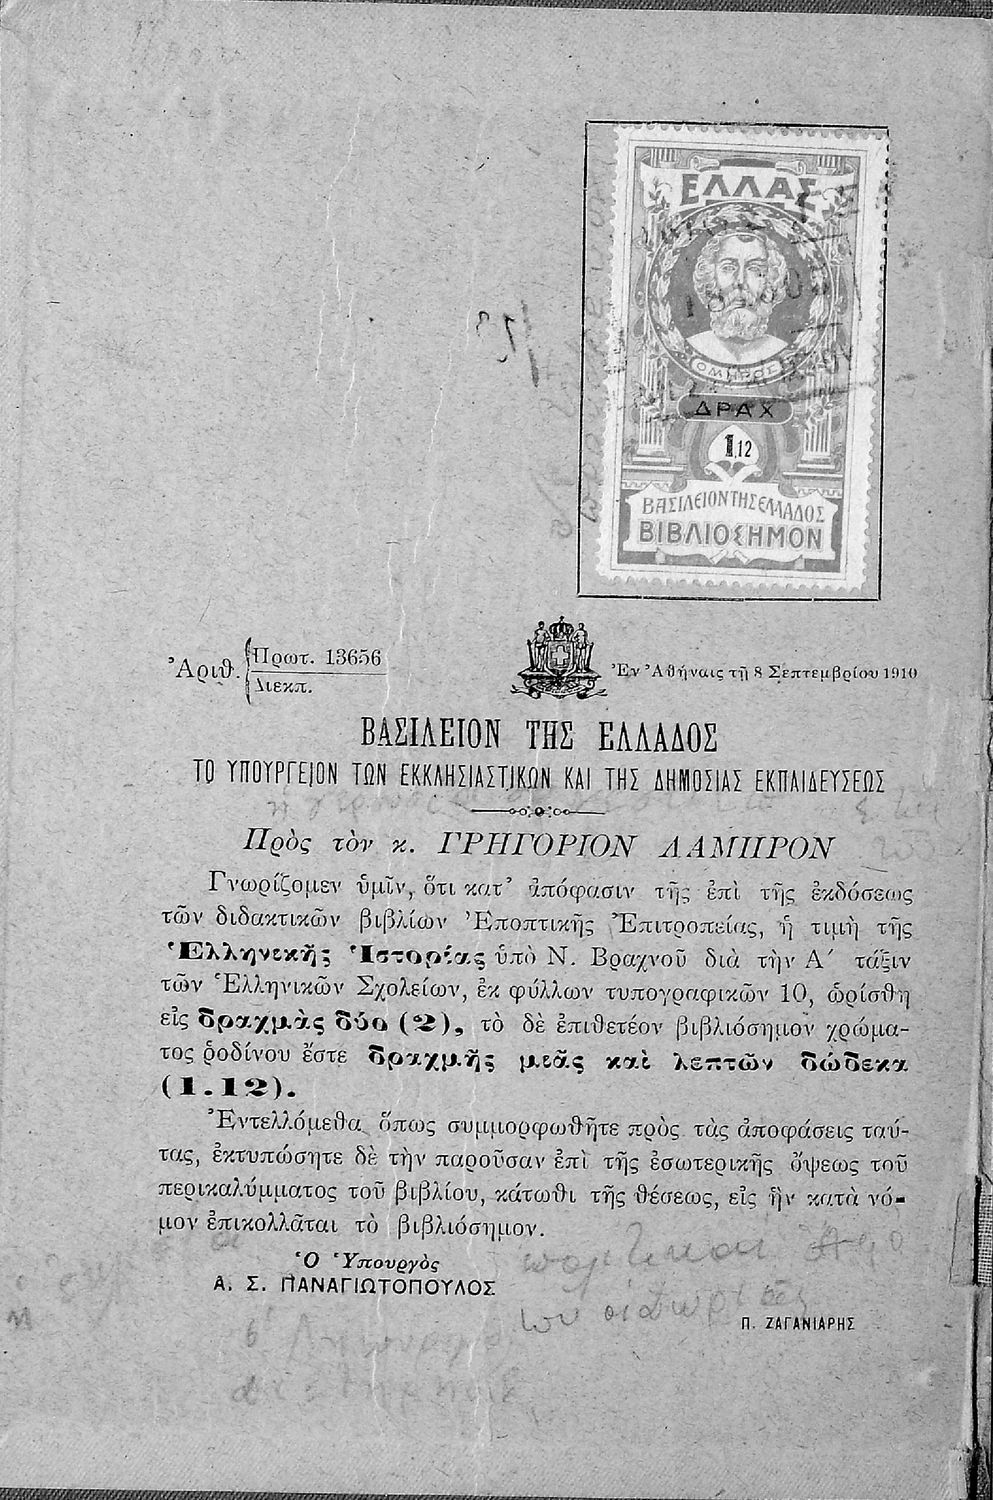 ΕΛΛΑΣ
ΟΜΗΡΟΣ
ΔΡΑΧ
1,12
ΒΑΣΙΛΕΙΟΝ ΤΗΣ ΕΛΛΑΔΟΣ
ΒΙΒΛΙΟΣΗΜΟΝ
Ἀριθ. Πρωτ. 13656
Διεκπ.
Ἐν Ἀθήναις τῇ 8 Σεπτεμβρίου 1910
ΒΑΣΙΛΕΙΟΝ ΤΗΣ ΕΛΛΑΔΟΣ
ΤΟ ΥΠΟΥΡΓΕΙΟΝ ΤΩΝ ΕΚΚΛΗΣΙΑΣΤΙΚΩΝ ΚΑΙ ΤΗΣ ΔΗΜΟΣΙΑΣ ΕΚΠΑΙΔΕΥΣΕΩΣ
Πρὸς τὸν κ. ΓΡΗΓΟΡΙΟΝ ΛΑΜΠΡΟΝ
Γνωρίζομεν ὑμῖν, ὅτι κατ' ἀπόφασιν τῆς ἐπὶ τῆς ἐκδόσεως
τῶν διδακτικῶν βιβλίων Ἐποπτικῆς Ἐπιτροπείας, ἡ τιμὴ τῆς
Ἑλληνικῆς Ἱστορίας ὑπὸ Ν. Βραχνοῦ διὰ τὴν Α΄ τάξιν
τῶν Ἑλληνικῶν Σχολείων, ἐκ φύλλων τυπογραφικῶν 10, ὡρίσθη
εἰς δραχμὰς δύο (2), τὸ δὲ ἐπιθετέον βιβλιόσημον χρώμα-
τος ῥοδίνου ἔστε δραχμῆς μιᾶς καὶ λεπτῶν δώδεκα
(1.12).
Ἐντελλόμεθα ὅπως συμμορφωθῆτε πρὸς τὰς ἀποφάσεις ταύ-
τας, ἐκτυπώσητε δὲ τὴν παροῦσαν ἐπὶ τῆς ἐσωτερικῆς ὄψεως τοῦ
περικαλύμματος τοῦ βιβλίου, κάτωθι τῆς θέσεως, εἰς ἣν κατὰ νό-
μον ἐπικολλᾶται τὸ βιβλιόσημον.
Ὁ Ὑπουργὸς
Α. Σ. ΠΑΝΑΓΙΩΤΟΠΟΥΛΟΣ
Π. ΖΑΓΑΝΙΑΡΗΣ